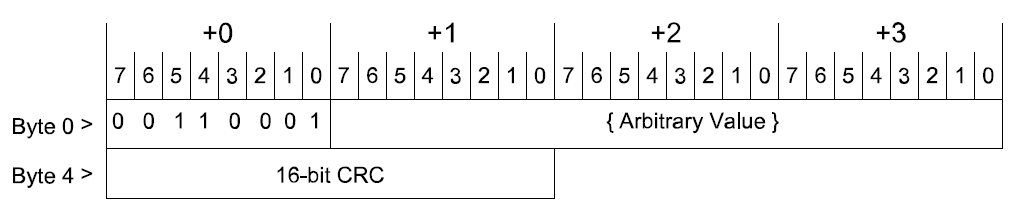 +0 +1 +2 +3
7 6 5 4 3 2 1 0 7 6 5 4 3 2 1 0 7 6 5 4 3 2 1 0 7 6 5 4 3 2 1 0
Byte 0 > 0 0 1 1 0 0 0 1 { Arbitrary Value }
Byte 4 > 16-bit CRC